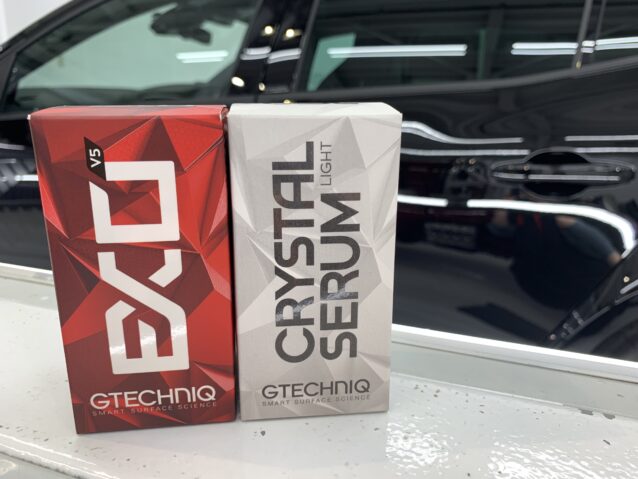 EXO
V5
GTECHNIQ
SMART SURFACE SCIENCE
CRYSTAL
SERUM
LIGHT
GTECHNIQ
SMART SURFACE SCIENCE